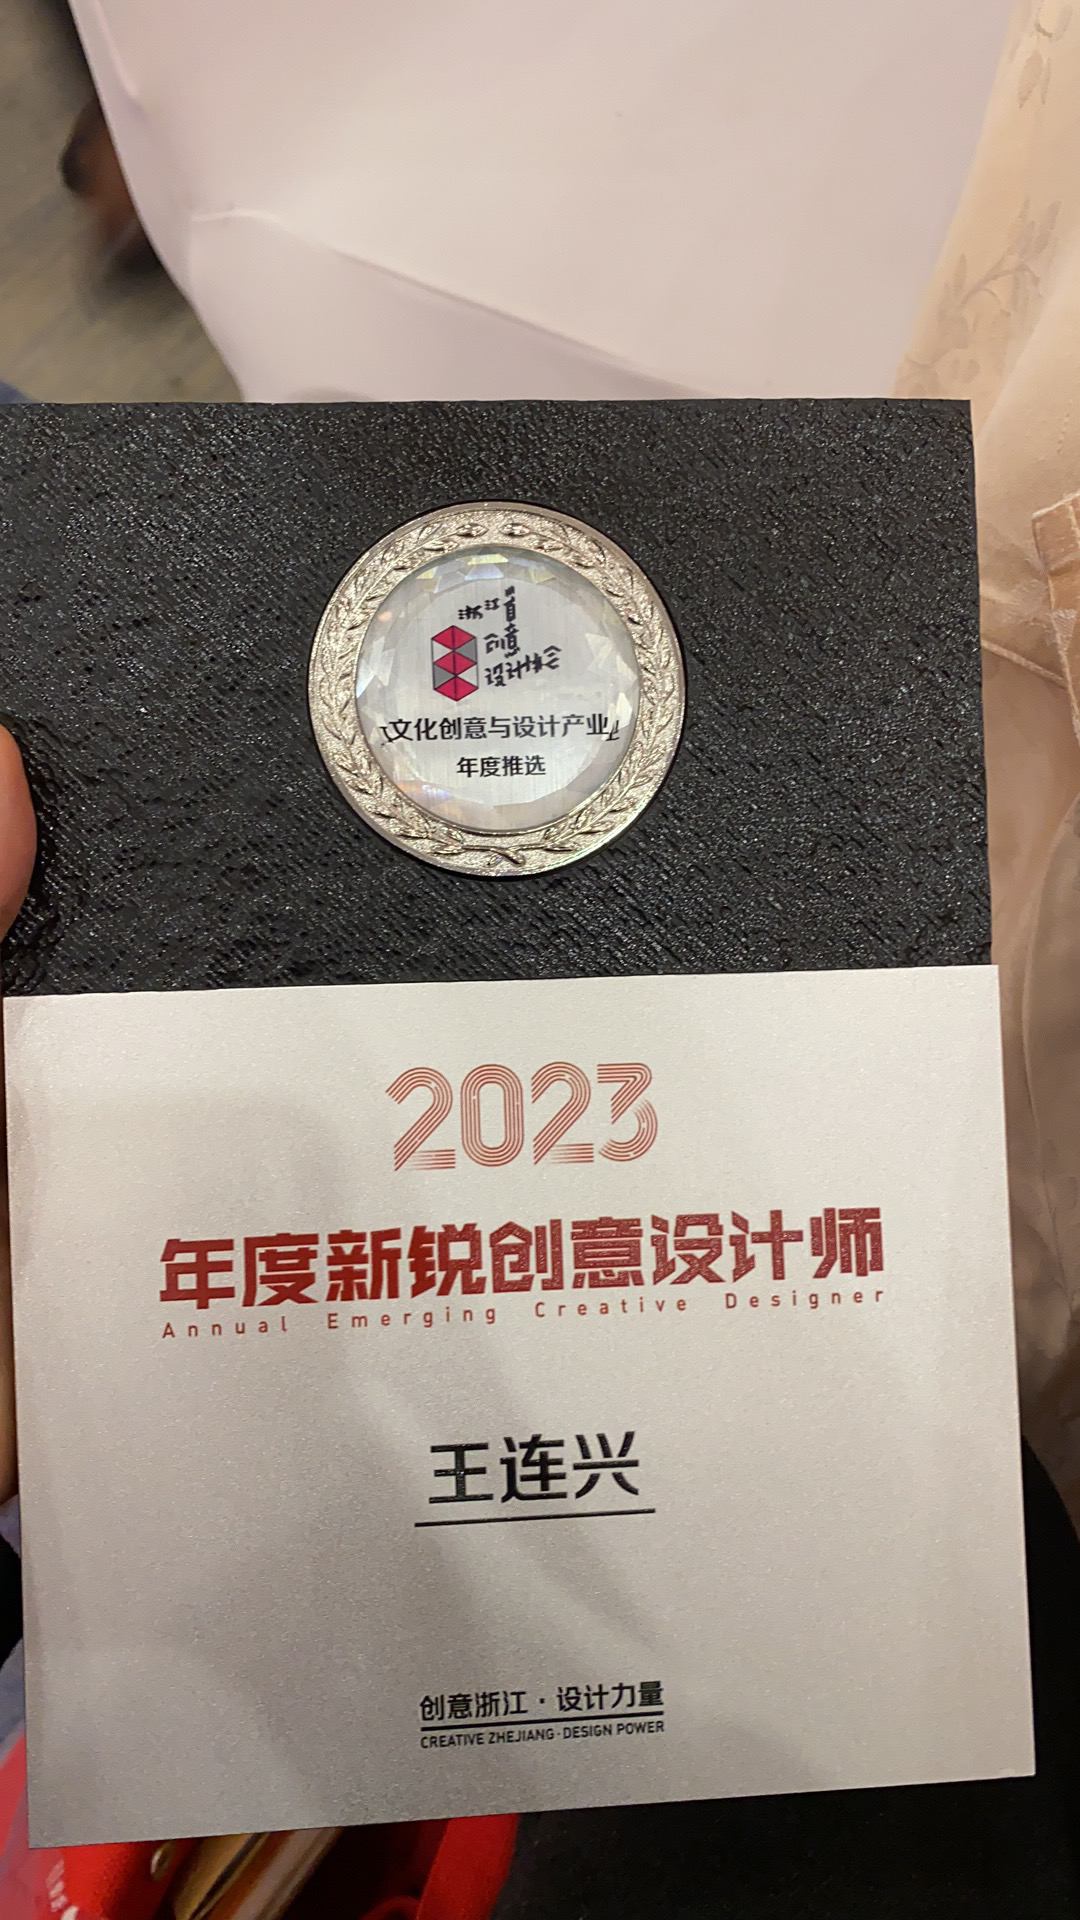 浙江省
创意
设计协会
文化创意与设计产业
年度推选
2023
年度新锐创意设计师
Annual Emerging Creative Designer
王连兴
创意浙江·设计力量
CREATIVE ZHEJIANG·DESIGN POWER